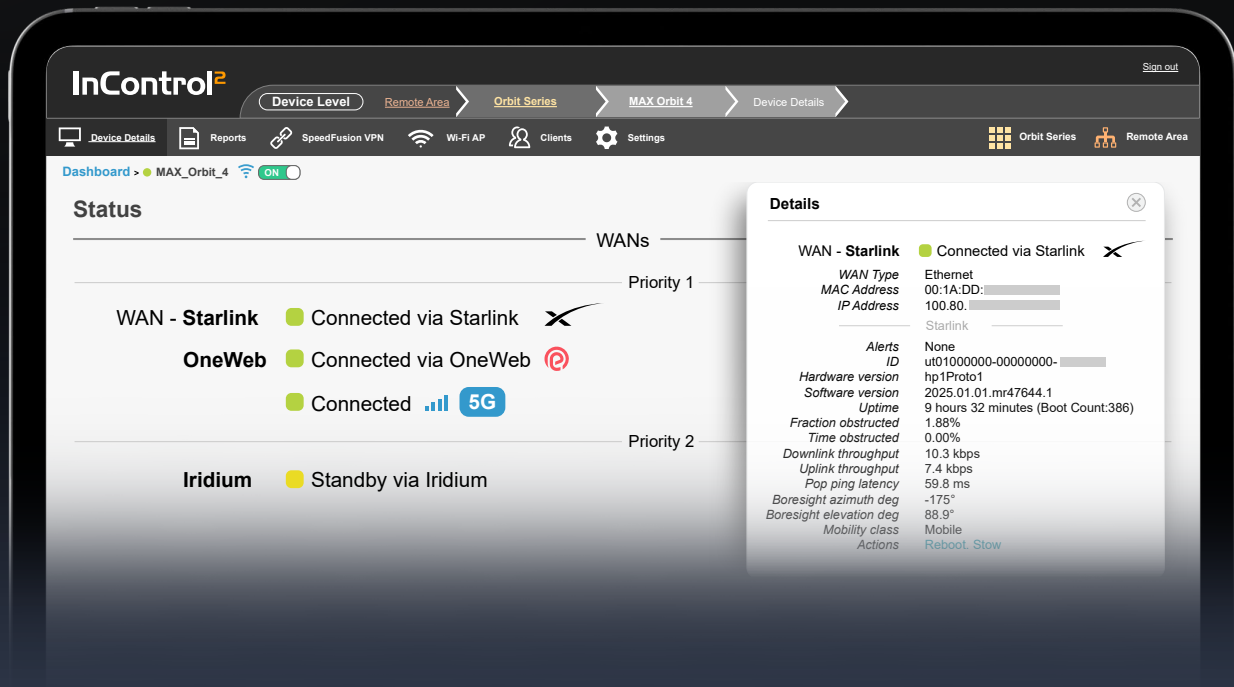 Sign out
InControl2
Device Level Remote Area Orbit Series MAX Orbit 4 Device Details
Device Details Reports SpeedFusion VPN Wi-Fi AP Clients Settings Orbit Series Remote Area
Dashboard > MAX_Orbit_4 ON
Status
WANs
Priority 1
WAN - Starlink Connected via Starlink
OneWeb Connected via OneWeb
Connected 5G
Priority 2
Iridium Standby via Iridium
Details
WAN - Starlink Connected via Starlink
WAN Type Ethernet
MAC Address 00:1A:DD:
IP Address 100.80.
Starlink
Alerts None
ID ut01000000-00000000-
Hardware version hp1Proto1
Software version 2025.01.01.mr47644.1
Uptime 9 hours 32 minutes (Boot Count:386)
Fraction obstructed 1.88%
Time obstructed 0.00%
Downlink throughput 10.3 kbps
Uplink throughput 7.4 kbps
Pop ping latency 59.8 ms
Boresight azimuth deg -175°
Boresight elevation deg 88.9°
Mobility class Mobile
Actions Reboot. Stow